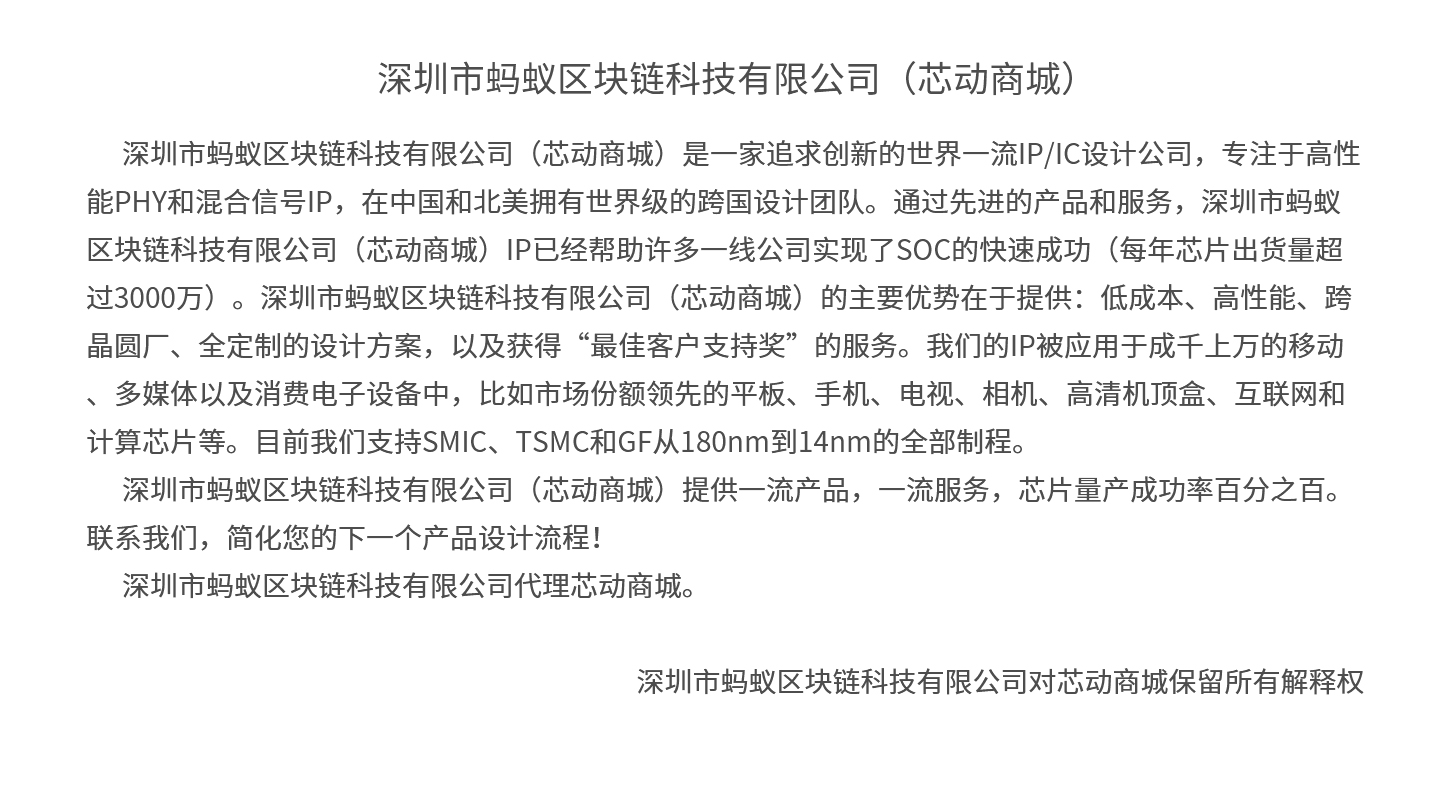 深圳市蚂蚁区块链科技有限公司（芯动商城）
深圳市蚂蚁区块链科技有限公司（芯动商城）是一家追求创新的世界一流IP/IC设计公司，专注于高性
能PHY和混合信号IP，在中国和北美拥有世界级的跨国设计团队。通过先进的产品和服务，深圳市蚂蚁
区块链科技有限公司（芯动商城）IP已经帮助许多一线公司实现了SOC的快速成功（每年芯片出货量超
过3000万）。深圳市蚂蚁区块链科技有限公司（芯动商城）的主要优势在于提供：低成本、高性能、跨
晶圆厂、全定制的设计方案，以及获得“最佳客户支持奖”的服务。我们的IP被应用于成千上万的移动
、多媒体以及消费电子设备中，比如市场份额领先的平板、手机、电视、相机、高清机顶盒、互联网和
计算芯片等。目前我们支持SMIC、TSMC和GF从180nm到14nm的全部制程。
深圳市蚂蚁区块链科技有限公司（芯动商城）提供一流产品，一流服务，芯片量产成功率百分之百。
联系我们，简化您的下一个产品设计流程！
深圳市蚂蚁区块链科技有限公司代理芯动商城。
深圳市蚂蚁区块链科技有限公司对芯动商城保留所有解释权